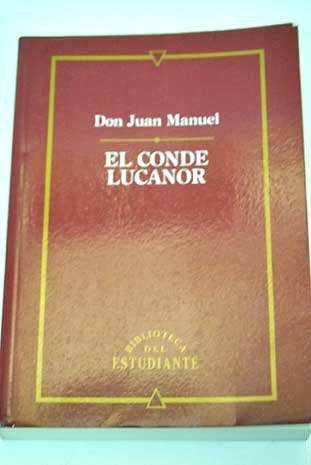 Don Juan Manuel
EL CONDE
LUCANOR
BIBLIOTECA
DEL
ESTUDIANTE